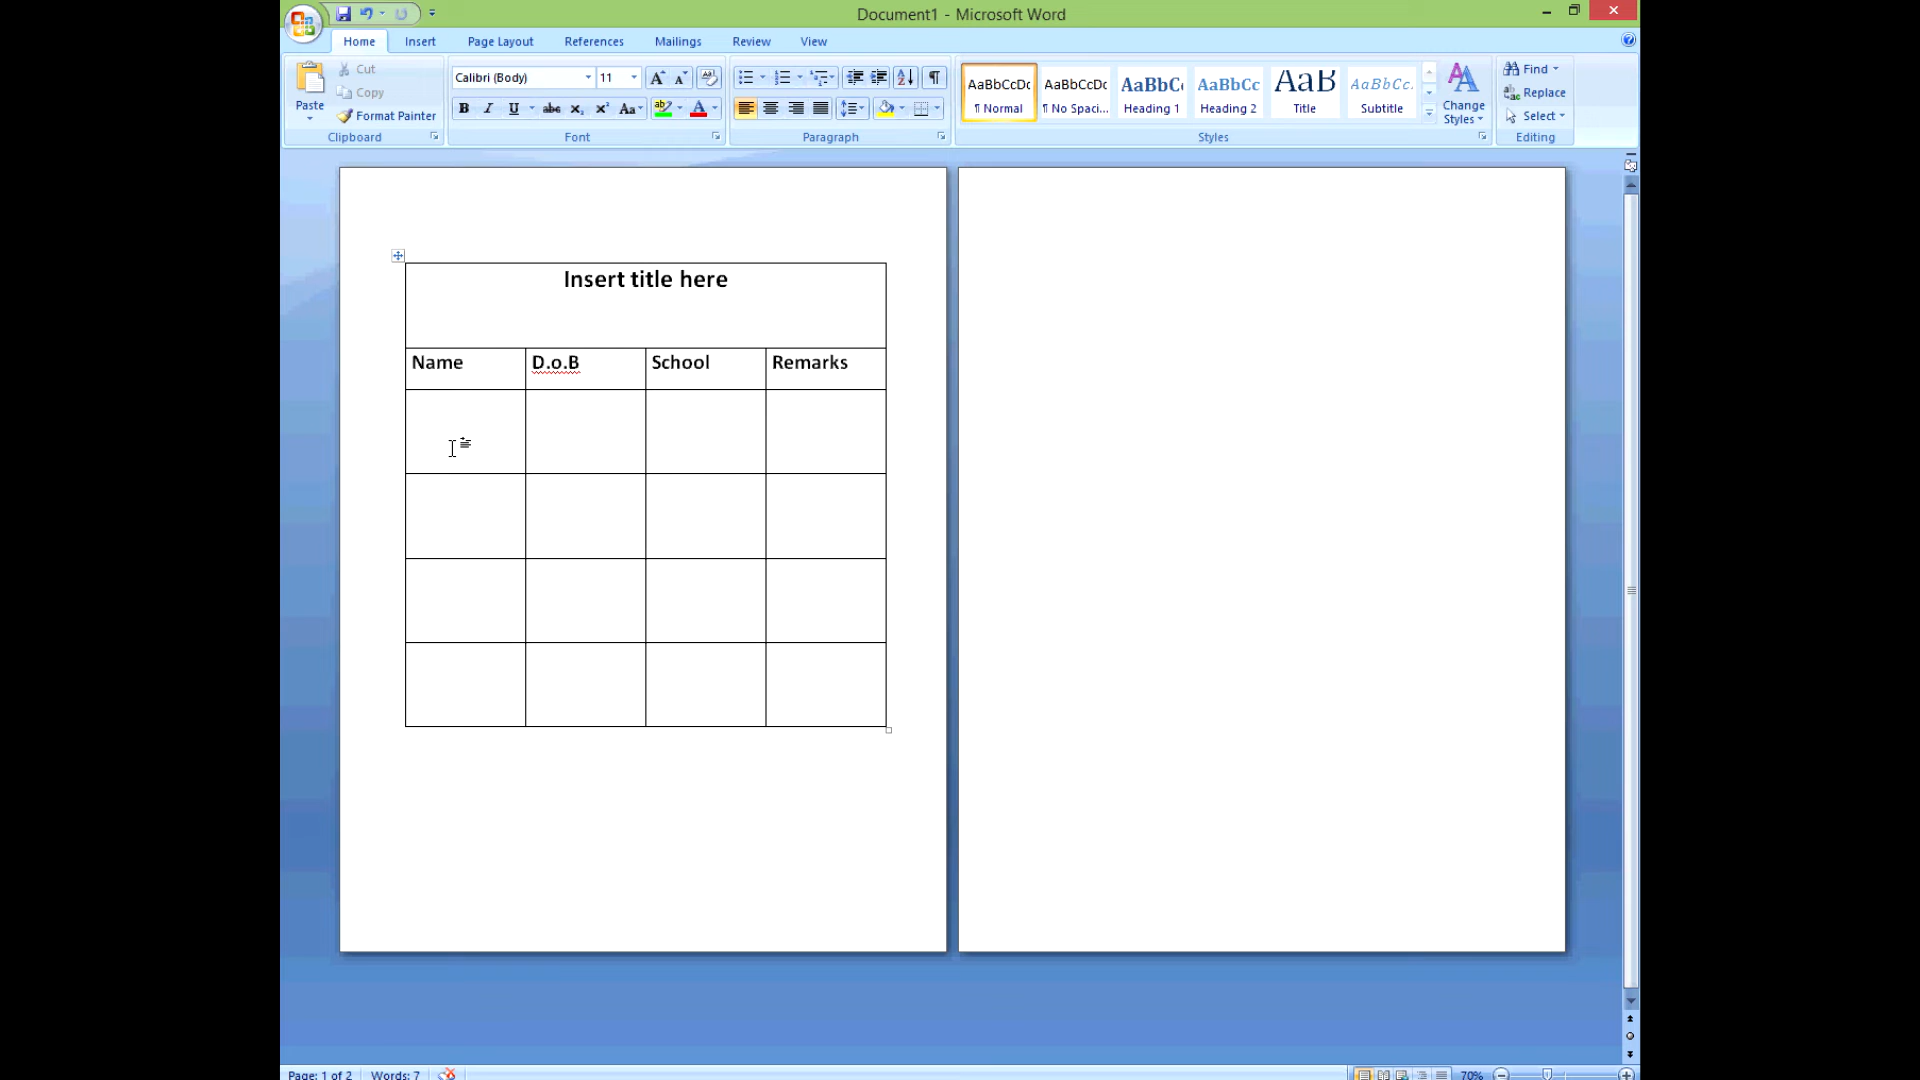 Document1 - Microsoft Word
Home Insert Page Layout References Mailings Review View
Paste
Cut
Copy
Format Painter
Clipboard
Calibri (Body) 11
Font
Paragraph
AaBbCcDc AaBbCcDc AaBbC AaBbCc AaB AaBbCc.
¶ Normal ¶ No Spaci... Heading 1 Heading 2 Title Subtitle
Change
Styles
Styles
Find
Replace
Select
Editing
Insert title here
Name D.o.B School Remarks
Page: 1 of 2 Words: 7 70%